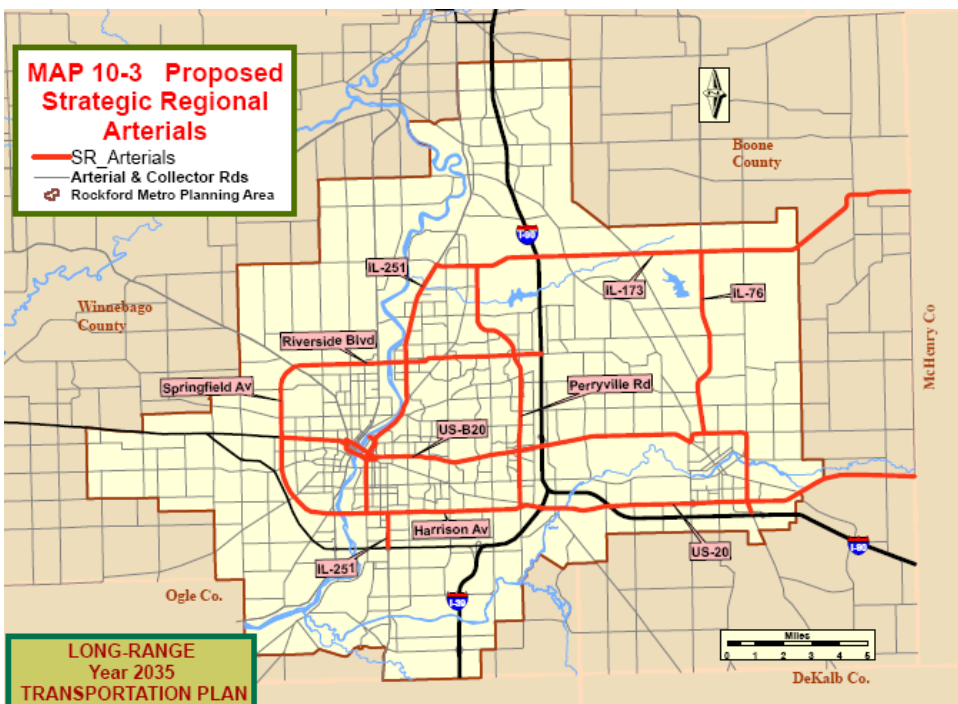 MAP 10-3 Proposed
Strategic Regional
Arterials
SR_Arterials
Arterial & Collector Rds
Rockford Metro Planning Area
Boone
County
I-90
IL-251
IL-173
IL-76
Winnebago
County
Riverside Blvd
Springfield Av
Perryville Rd
McHenry Co
US-B20
Harrison Av
IL-251
US-20
I-90
Ogle Co.
I-39
LONG-RANGE
Year 2035
TRANSPORTATION PLAN
Miles
0 1 2 3 4 5
DeKalb Co.